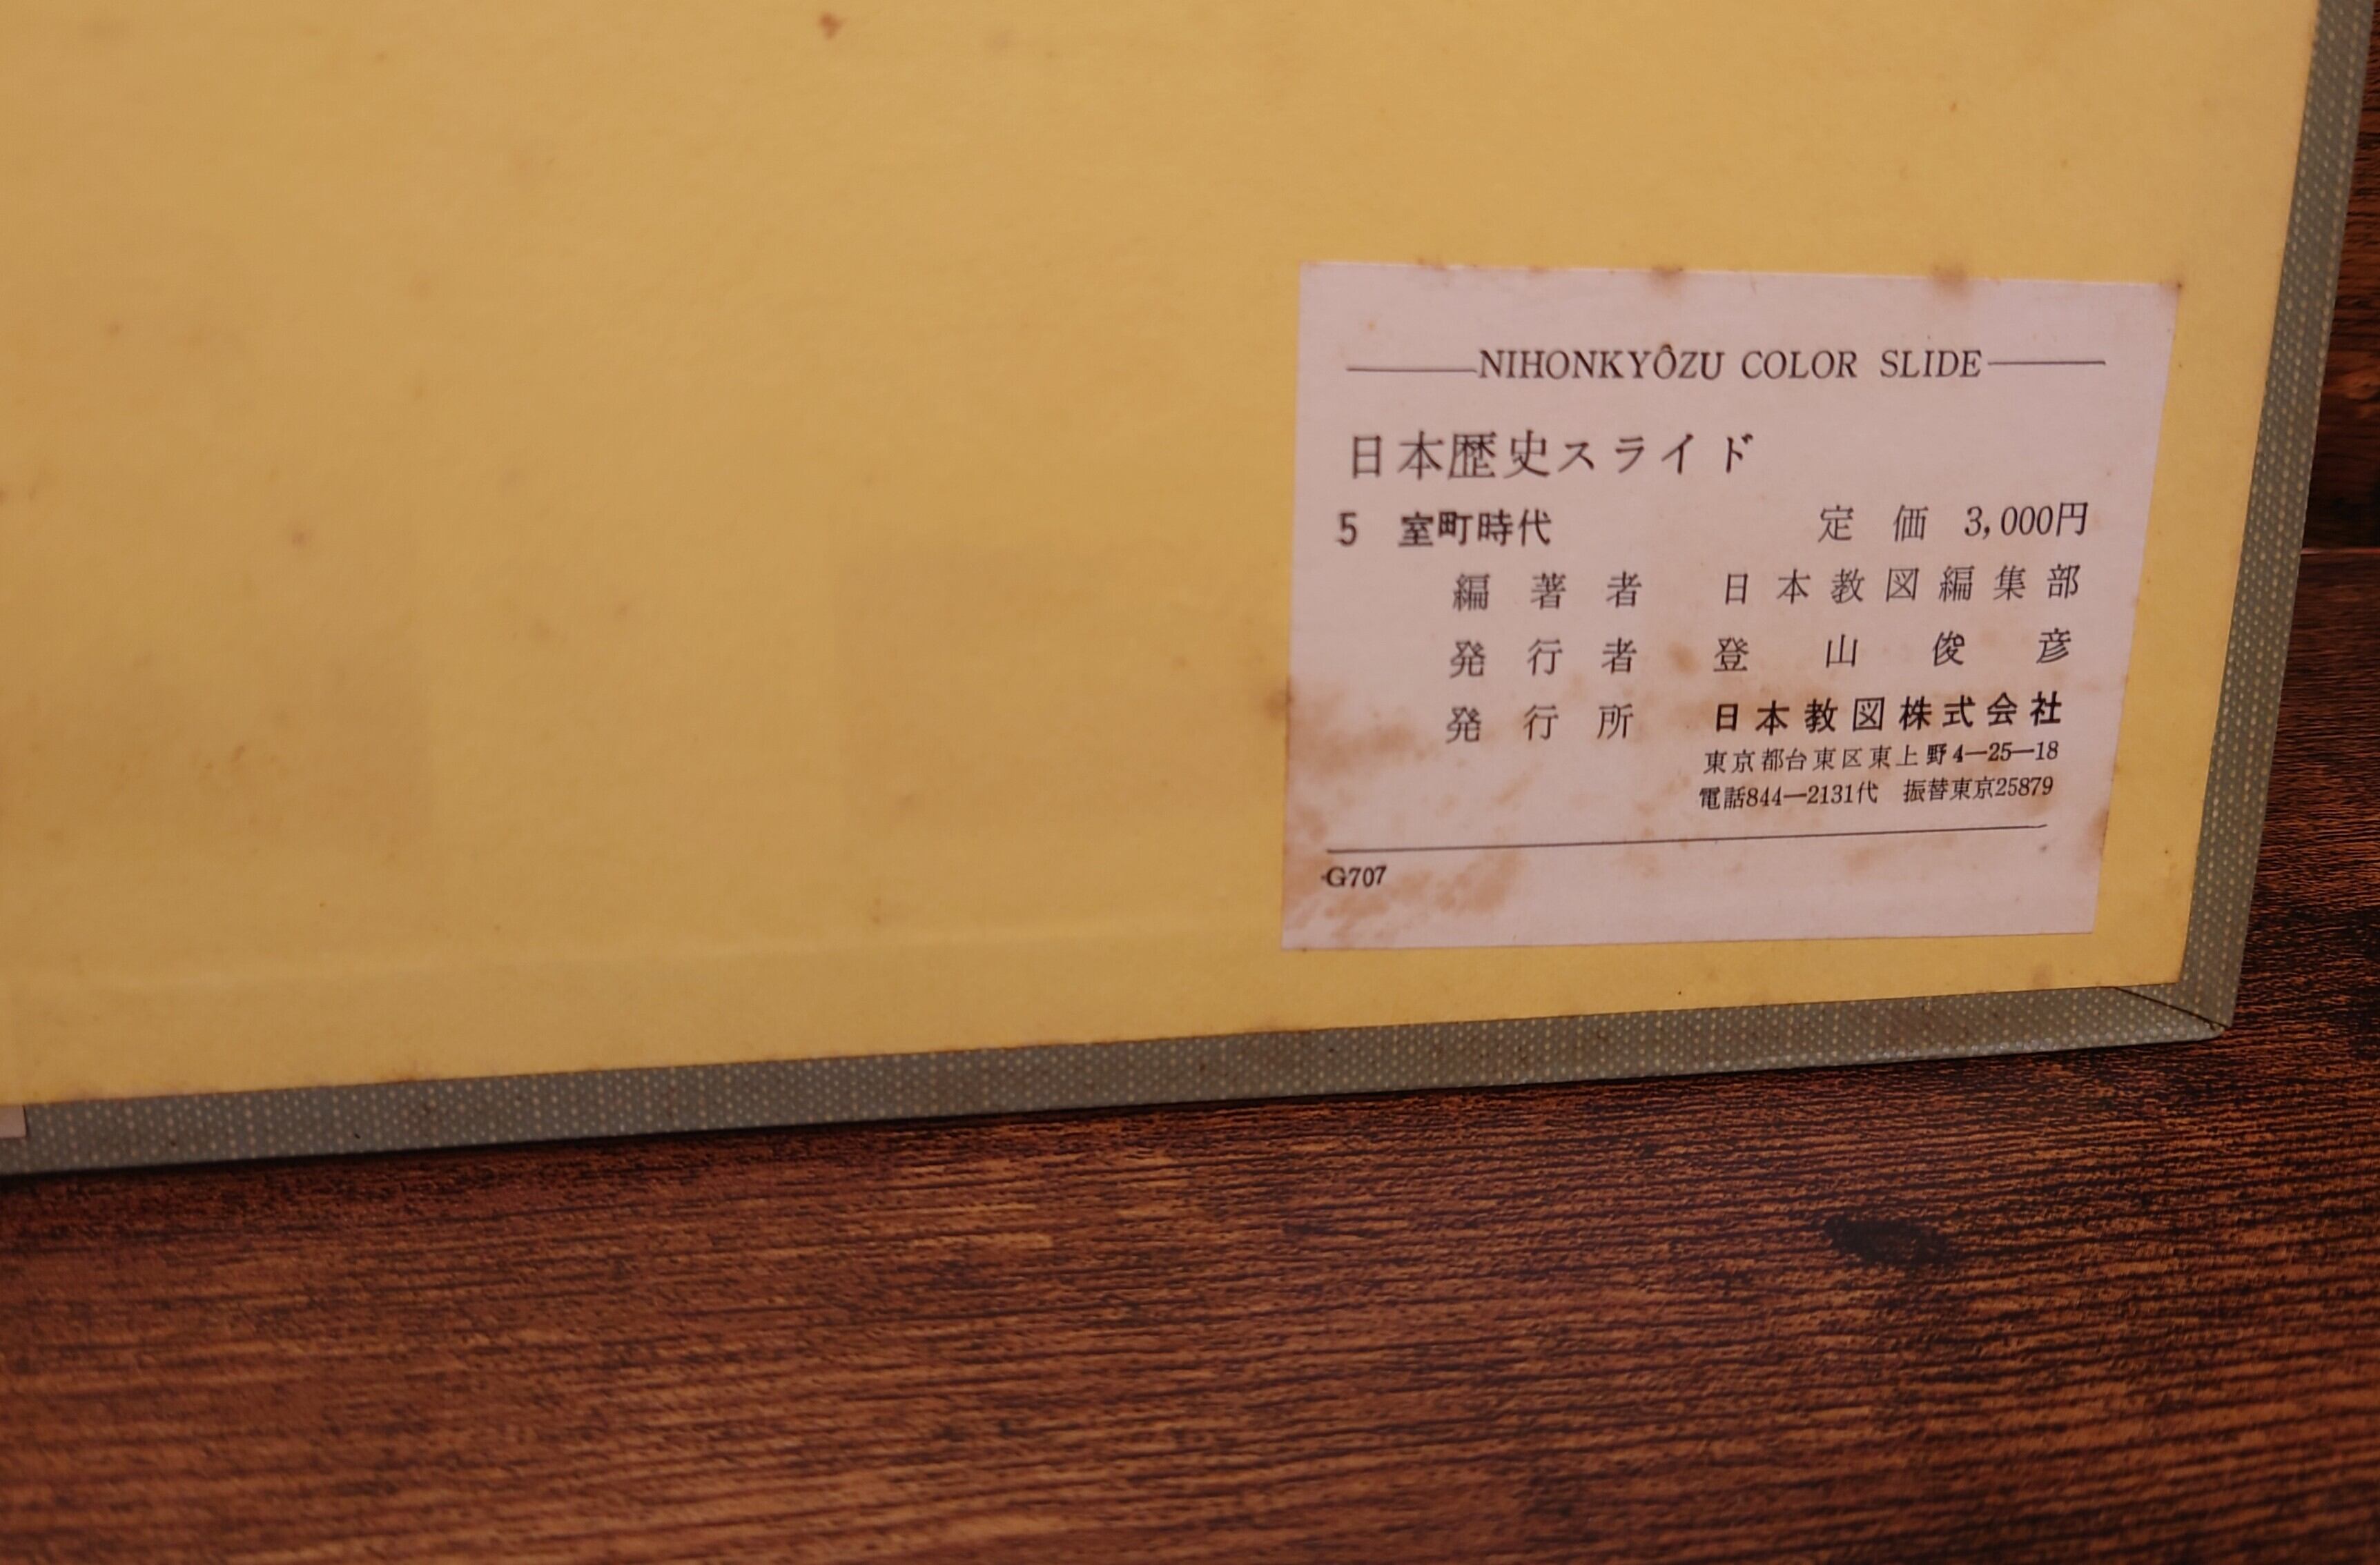 NIHONKYÔZU COLOR SLIDE
日本歴史スライド
5 室町時代 定価 3,000円
編著者 日本教図編集部
発行者 登山俊彦
発行所 日本教図株式会社
東京都台東区東上野4―25―18
電話844―2131代 振替東京25879
G707